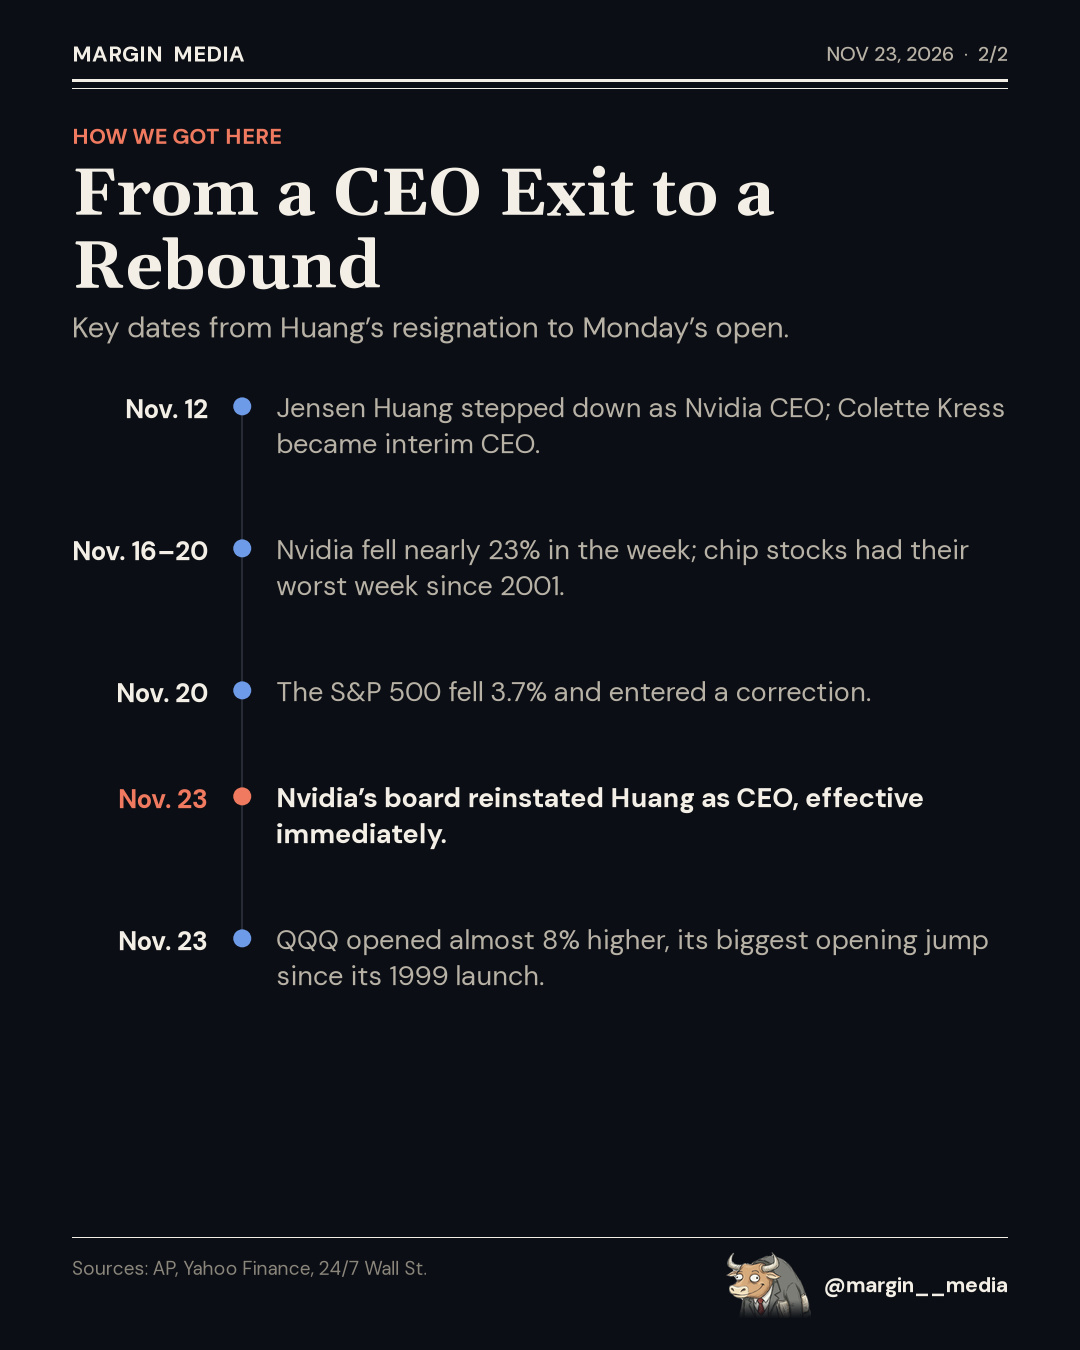 MARGIN MEDIA
NOV 23, 2026 · 2/2
HOW WE GOT HERE
From a CEO Exit to a
Rebound
Key dates from Huang’s resignation to Monday’s open.
Nov. 12
Jensen Huang stepped down as Nvidia CEO; Colette Kress
became interim CEO.
Nov. 16–20
Nvidia fell nearly 23% in the week; chip stocks had their
worst week since 2001.
Nov. 20
The S&P 500 fell 3.7% and entered a correction.
Nov. 23
Nvidia’s board reinstated Huang as CEO, effective
immediately.
Nov. 23
QQQ opened almost 8% higher, its biggest opening jump
since its 1999 launch.
Sources: AP, Yahoo Finance, 24/7 Wall St.
@margin__media